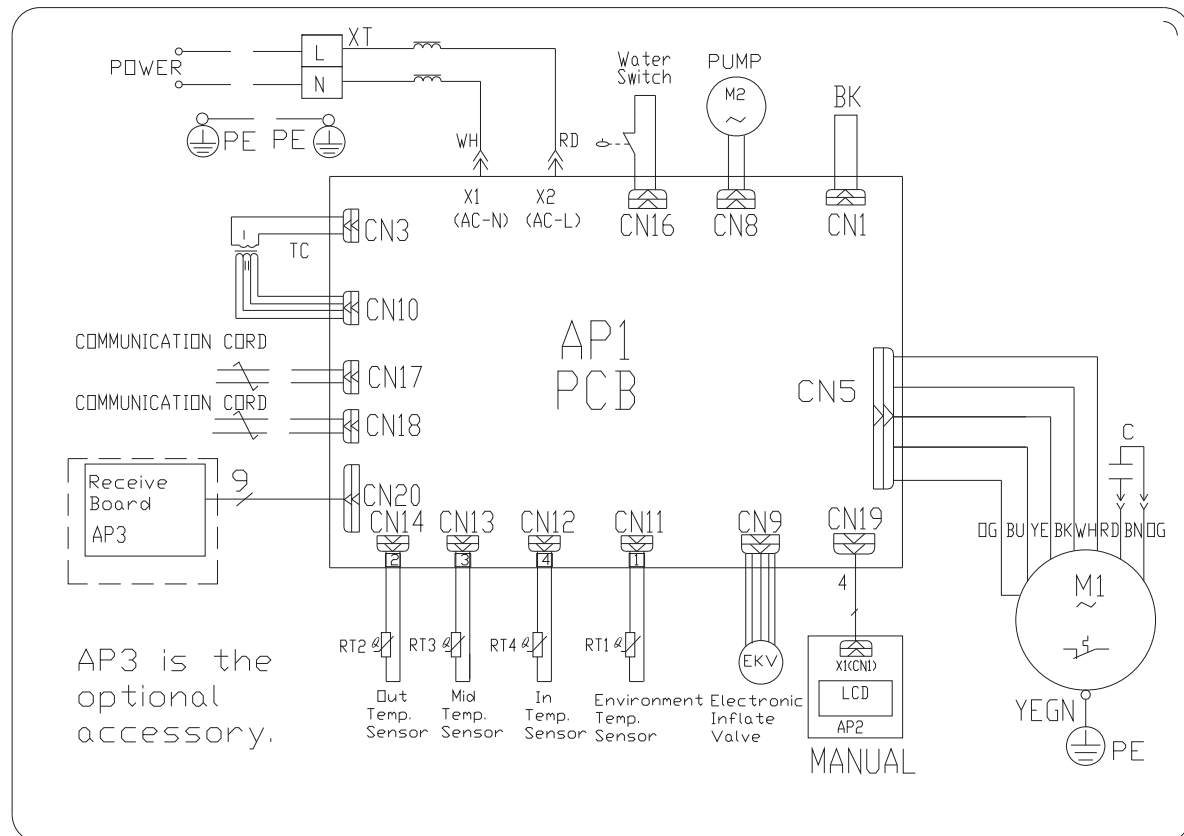 POWER
L
N
XT
PE PE
WH
RD
X1
(AC-N)
X2
(AC-L)
Water
Switch
CN16
PUMP
M2
CN8
BK
CN1
I
II
TC
CN3
CN10
COMMUNICATION CORD
CN17
COMMUNICATION CORD
CN18
Receive
Board
AP3
9
CN20
AP1
PCB
CN5
C
OG BU YE BK WH RD BN OG
M1
YEGN
PE
CN14
CN13
CN12
CN11
CN9
CN19
2
3
4
1
4
RT2
RT3
RT4
RT1
EKV
X1(CN1)
LCD
AP2
MANUAL
Out
Temp.
Sensor
Mid
Temp.
Sensor
In
Temp.
Sensor
Environment
Temp.
Sensor
Electronic
Inflate
Valve
AP3 is the
optional
accessory.